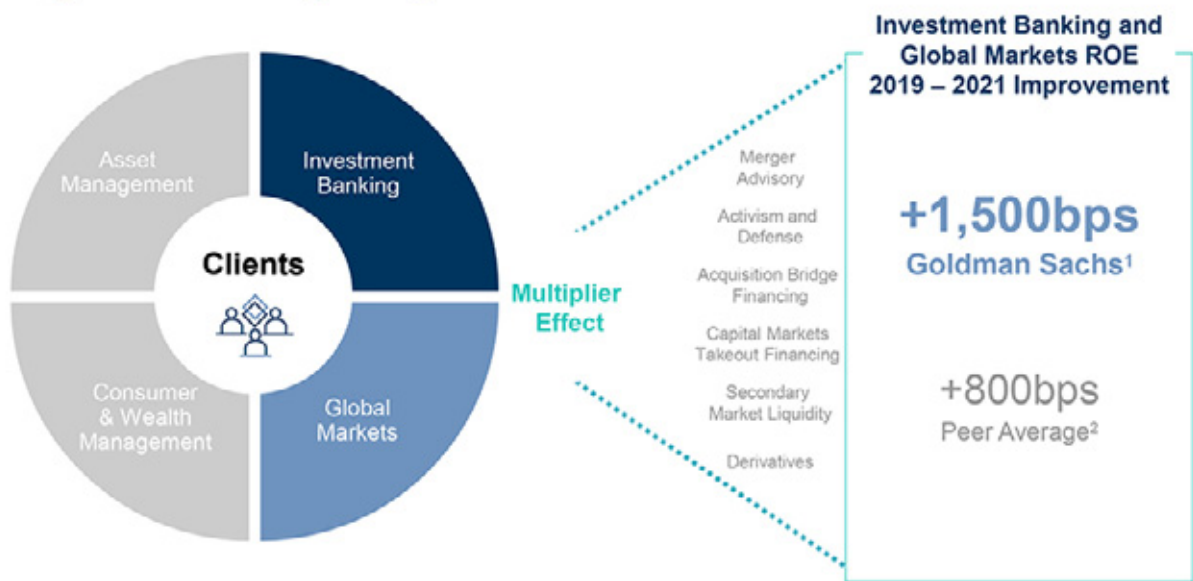 Asset
Management
Investment
Banking
Clients
Consumer
& Wealth
Management
Global
Markets
Multiplier
Effect
Merger
Advisory
Activism and
Defense
Acquisition Bridge
Financing
Capital Markets
Takeout Financing
Secondary
Market Liquidity
Derivatives
Investment Banking and
Global Markets ROE
2019 – 2021 Improvement
+1,500bps
Goldman Sachs¹
+800bps
Peer Average²